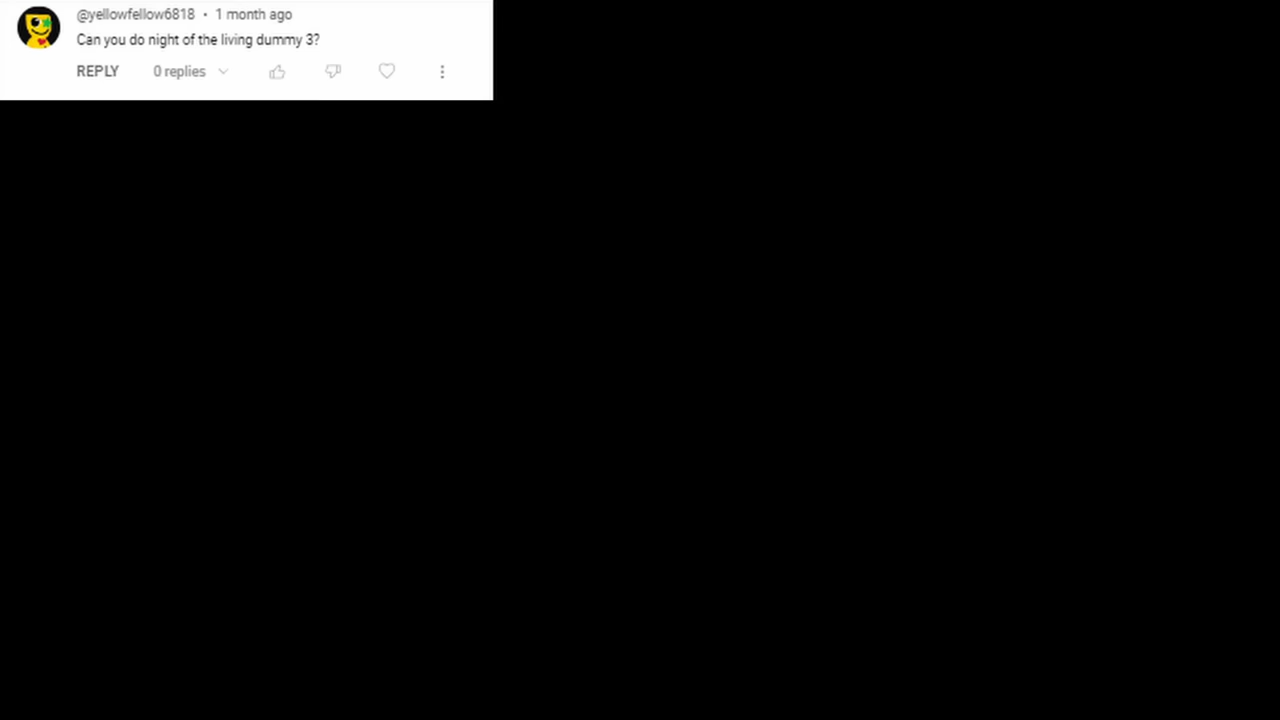 @yellowfellow6818 • 1 month ago
Can you do night of the living dummy 3?
REPLY 0 replies